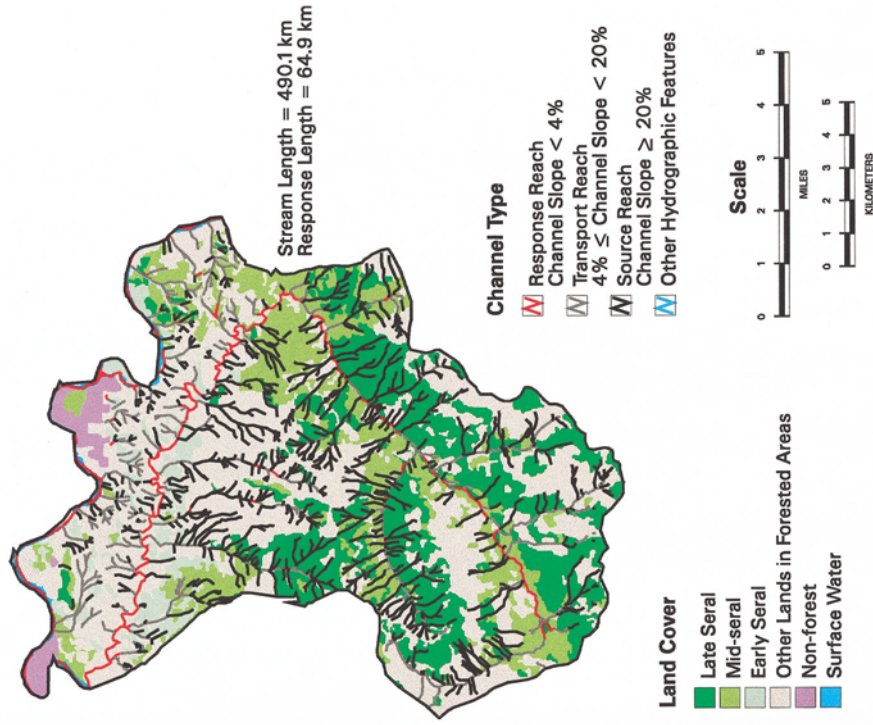 Stream Length = 490.1 km
Response Length = 64.9 km
Channel Type
Response Reach
Channel Slope < 4%
Transport Reach
4% ≤ Channel Slope < 20%
Source Reach
Channel Slope ≥ 20%
Other Hydrographic Features
Land Cover
Late Seral
Mid-seral
Early Seral
Other Lands in Forested Areas
Non-forest
Surface Water
Scale
0 1 2 3 4 5
MILES
0 1 2 3 4 5
KILOMETERS